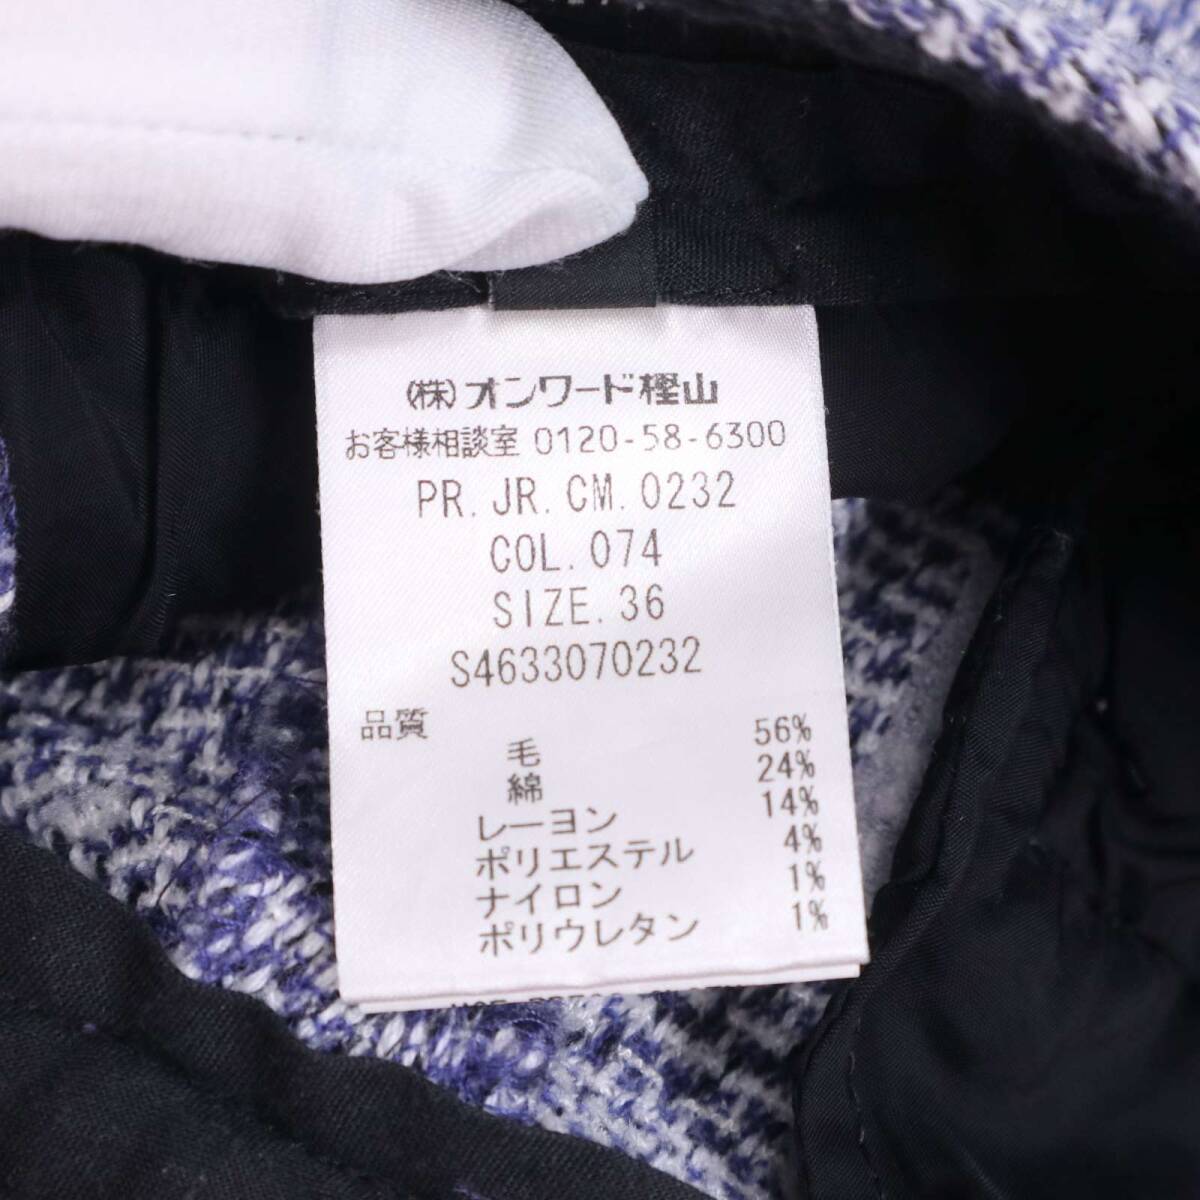 (株)オンワード樫山
お客様相談室 0120-58-6300
PR.JR.CM.0232
COL.074
SIZE.36
S4633070232
品質
毛 56%
綿 24%
レーヨン 14%
ポリエステル 4%
ナイロン 1%
ポリウレタン 1%